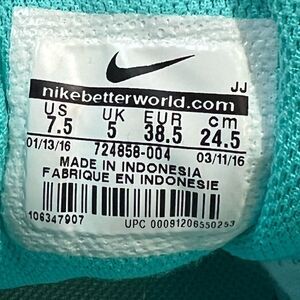 JJ
nikebetterworld.com
US UK EUR cm
7.5 5 38.5 24.5
01/13/16 724858-004 03/11/16
MADE IN INDONESIA
FABRIQUE EN INDONESIE
106347907 UPC 00091206550253